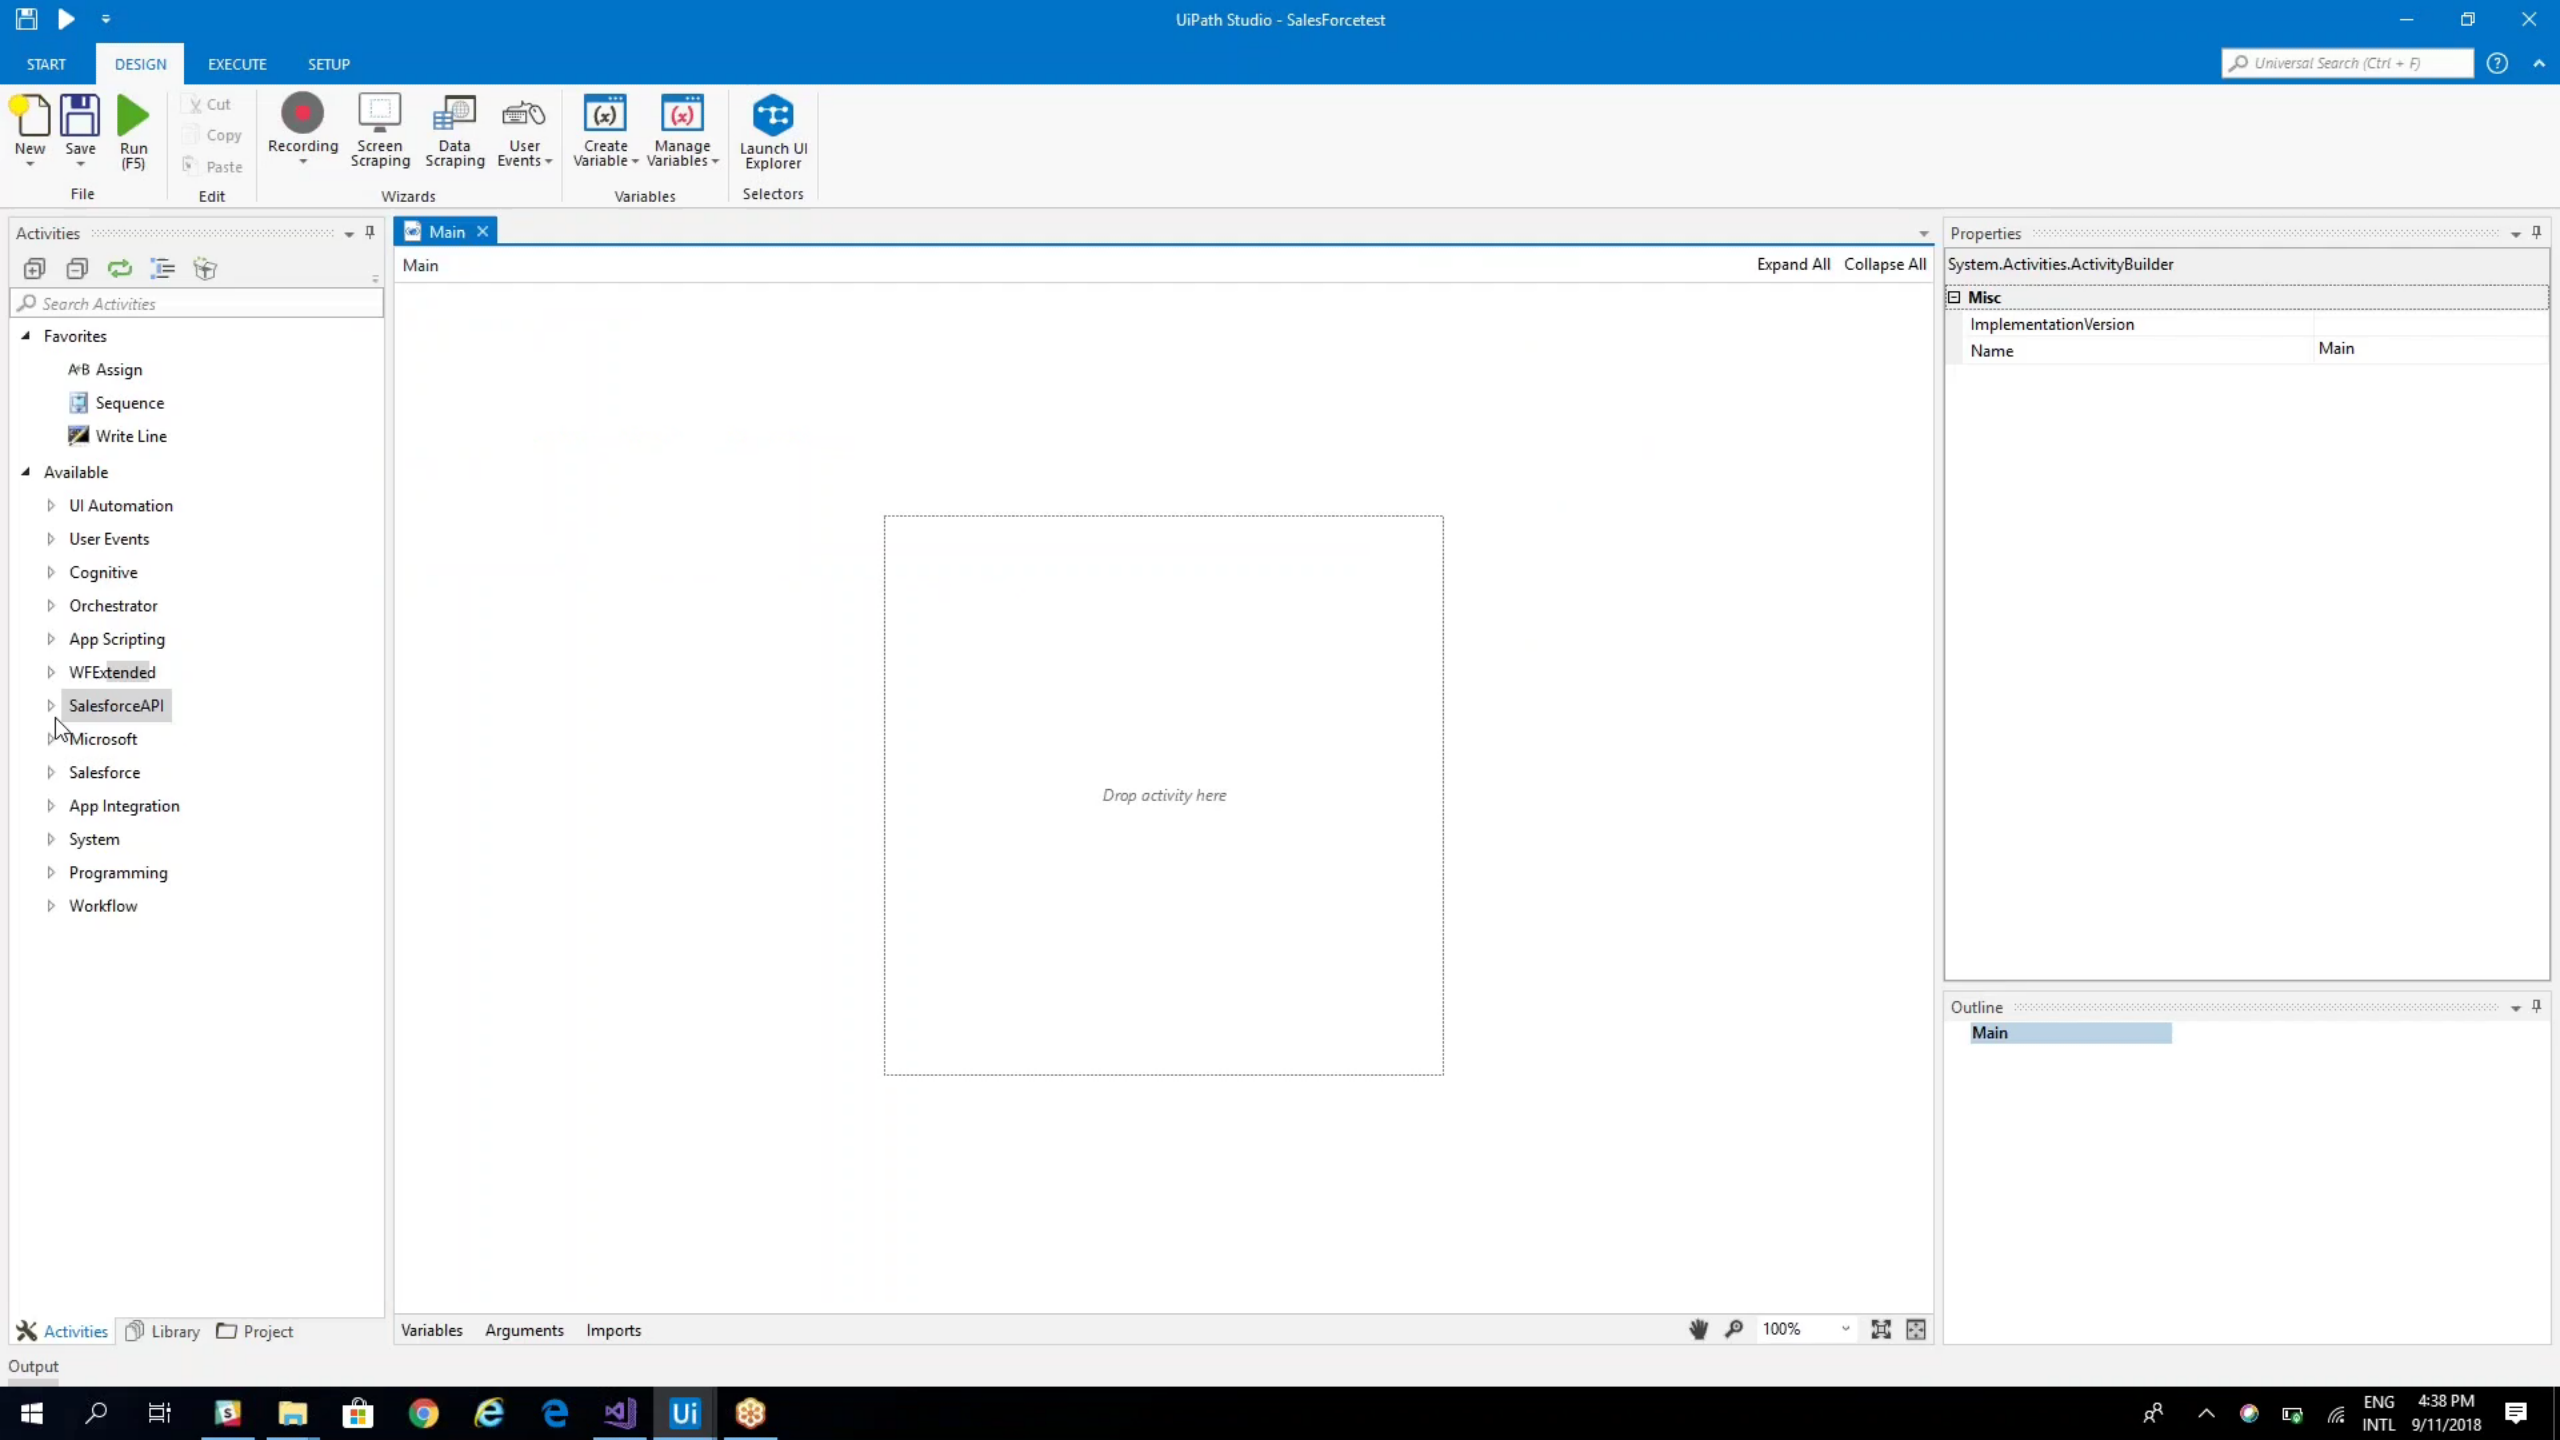 UiPath Studio - SalesForcetest
START DESIGN EXECUTE SETUP
Universal Search (Ctrl + F)
New
Save
Run
(F5)
File
Cut
Copy
Paste
Edit
Recording
Screen
Scraping
Data
Scraping
User
Events
Wizards
Create
Variable
Manage
Variables
Variables
Launch UI
Explorer
Selectors
Activities
Search Activities
Favorites
A+B Assign
Sequence
Write Line
Available
UI Automation
User Events
Cognitive
Orchestrator
App Scripting
WFExtended
SalesforceAPI
Microsoft
Salesforce
App Integration
System
Programming
Workflow
Activities Library Project
Output
Main
Main
Expand All Collapse All
Drop activity here
Variables Arguments Imports
100%
Properties
System.Activities.ActivityBuilder
Misc
ImplementationVersion
Name Main
Outline
Main
Ui
ENG
INTL
4:38 PM
9/11/2018